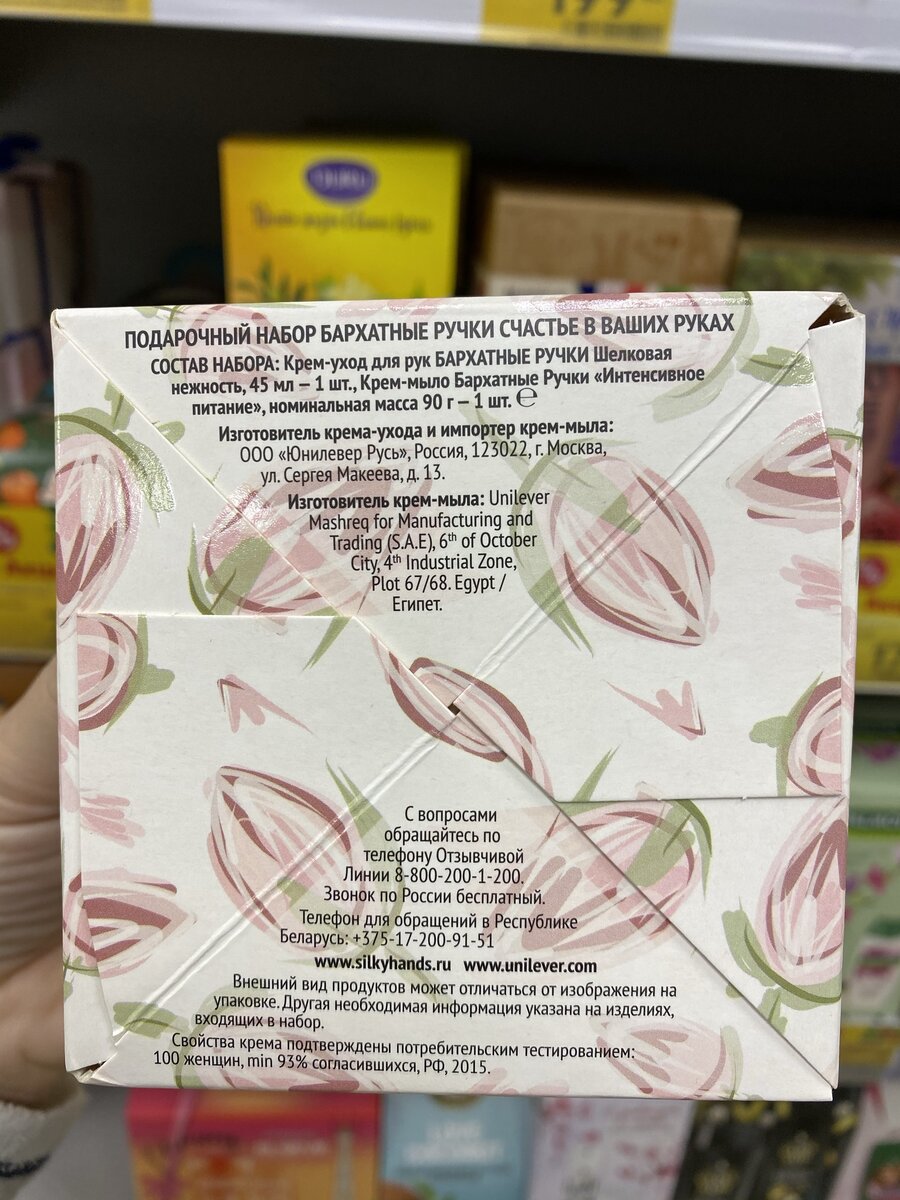 199
ПОДАРОЧНЫЙ НАБОР БАРХАТНЫЕ РУЧКИ СЧАСТЬЕ В ВАШИХ РУКАХ
СОСТАВ НАБОРА: Крем-уход для рук БАРХАТНЫЕ РУЧКИ Шелковая
нежность, 45 мл – 1 шт., Крем-мыло Бархатные Ручки «Интенсивное
питание», номинальная масса 90 г – 1 шт. ℮
Изготовитель крема-ухода и импортер крем-мыла:
ООО «Юнилевер Русь», Россия, 123022, г. Москва,
ул. Сергея Макеева, д. 13.
Изготовитель крем-мыла: Unilever
Mashreq for Manufacturing and
Trading (S.A.E), 6th of October
City, 4th Industrial Zone,
Plot 67/68. Egypt /
Египет.
С вопросами
обращайтесь по
телефону Отзывчивой
Линии 8-800-200-1-200.
Звонок по России бесплатный.
Телефон для обращений в Республике
Беларусь: +375-17-200-91-51
www.silkyhands.ru www.unilever.com
Внешний вид продуктов может отличаться от изображения на
упаковке. Другая необходимая информация указана на изделиях,
входящих в набор.
Свойства крема подтверждены потребительским тестированием:
100 женщин, min 93% согласившихся, РФ, 2015.